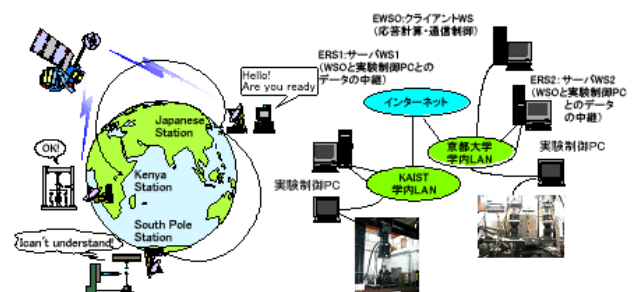 Hello!
Are you ready
Japanese
Station
OK!
Kenya
Station
South Pole
Station
Ican't understand!
EWS0:クライアントWS
(応答計算・通信制御)
ERS1:サーバWS1
(WS0と実験制御PCとの
データの中継)
ERS2:サーバWS2
(WS0と実験制御PC
とのデータ
の中継)
インターネット
京都大学
学内LAN
実験制御PC
KAIST
学内LAN
実験制御PC